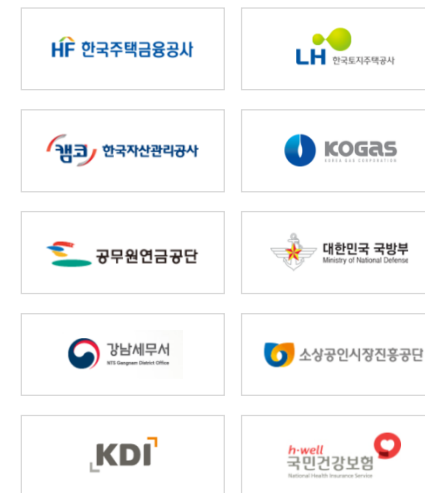 HF 한국주택금융공사
LH 한국토지주택공사
캠코 한국자산관리공사
KOGAS
KOREA GAS CORPORATION
공무원연금공단
대한민국 국방부
Ministry of National Defense
강남세무서
NTS Gangnam District Office
소상공인시장진흥공단
KDI
h·well
국민건강보험
National Health Insurance Service